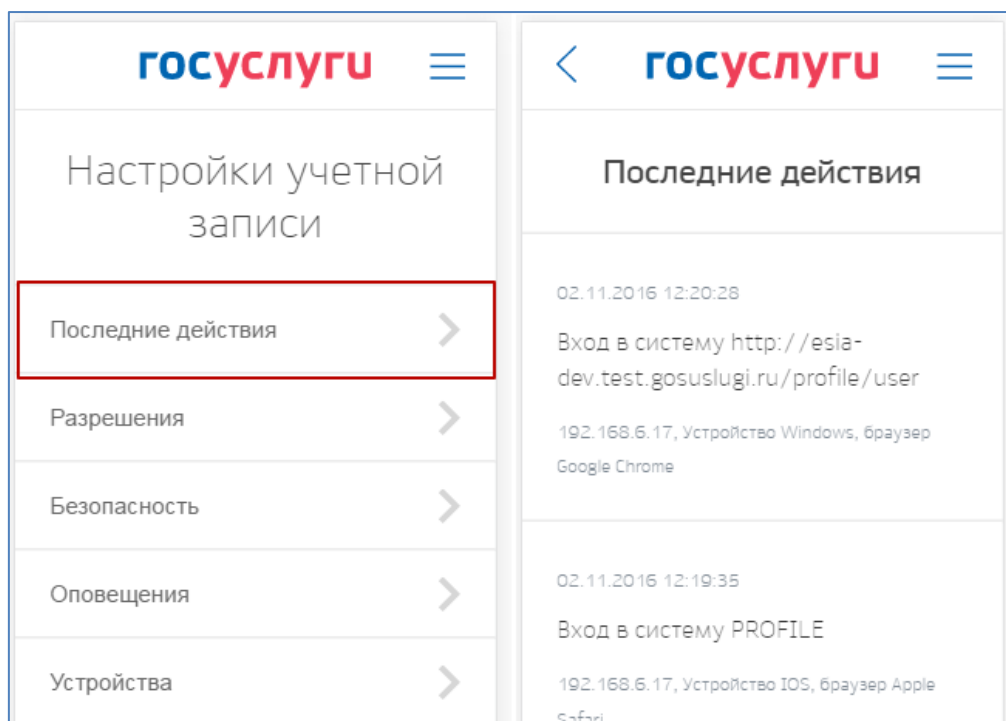 госуслуги
Настройки учетной
записи
Последние действия
Разрешения
Безопасность
Оповещения
Устройства
госуслуги
Последние действия
02.11.2016 12:20:28
Вход в систему http://esia-
dev.test.gosuslugi.ru/profile/user
192.168.6.17, Устройство Windows, браузер
Google Chrome
02.11.2016 12:19:35
Вход в систему PROFILE
192.168.6.17, Устройство IOS, браузер Apple
Safari